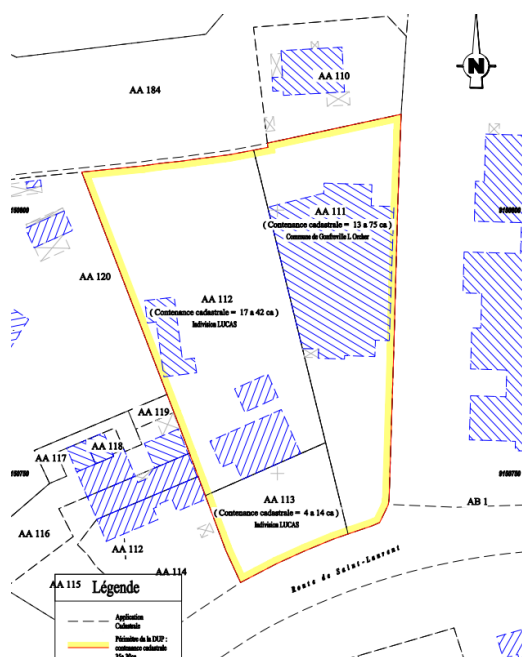 N
AA 110
AA 184
AA 111
( Contenance cadastrale = 13 a 75 ca )
Commune de Gonfreville L Orcher
AA 120
AA 112
( Contenance cadastrale = 17 a 42 ca )
Indivision LUCAS
AA 119
AA 118
AA 117
AA 113
( Contenance cadastrale = 4 a 14 ca )
Indivision LUCAS
AB 1
AA 116
AA 112
AA 114
AA 115
Route de Saint-Laurent
Légende
Application
Cadastrale
Périmètre de la DUP :
contenance cadastrale